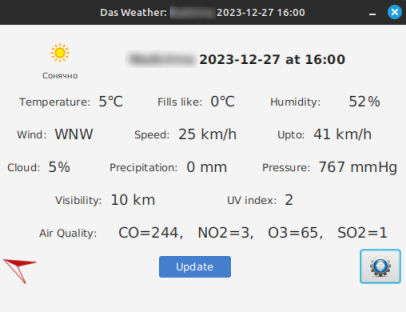 Das Weather: 2023-12-27 16:00
Сонячно
2023-12-27 at 16:00
Temperature: 5℃ Fills like: 0℃ Humidity: 52%
Wind: WNW Speed: 25 km/h Upto: 41 km/h
Cloud: 5% Precipitation: 0 mm Pressure: 767 mmHg
Visibility: 10 km UV index: 2
Air Quality: CO=244, NO2=3, O3=65, SO2=1
Update